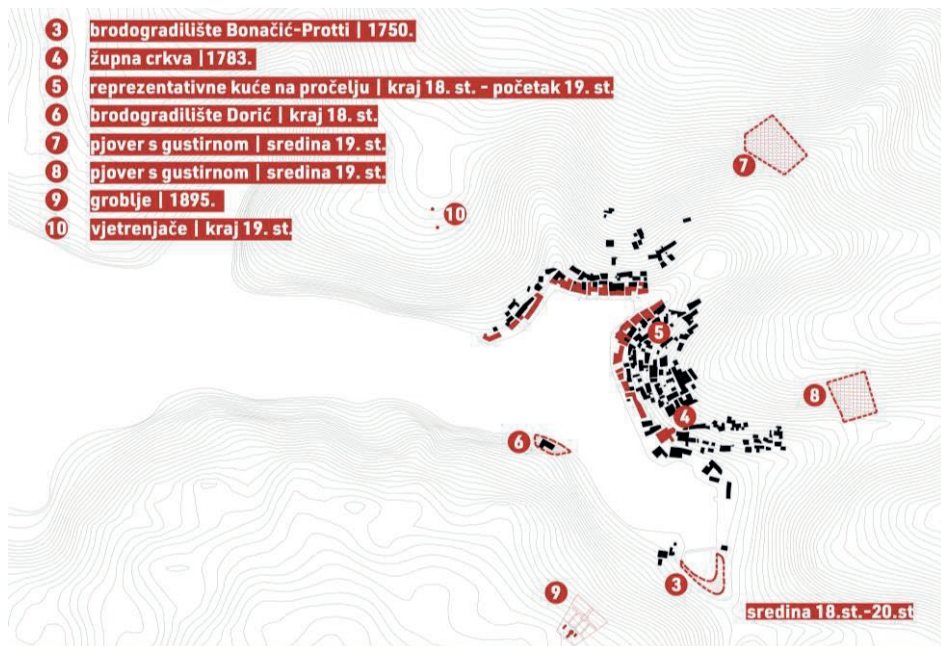 3 brodogradilište Bonačić-Protti | 1750.
4 župna crkva |1783.
5 reprezentativne kuće na pročelju | kraj 18. st. - početak 19. st.
6 brodogradilište Dorić | kraj 18. st.
7 pjover s gustirnom | sredina 19. st.
8 pjover s gustirnom | sredina 19. st.
9 groblje | 1895.
10 vjetrenjače | kraj 19. st.
7
10
5
8
4
6
3
9
sredina 18.st.-20.st